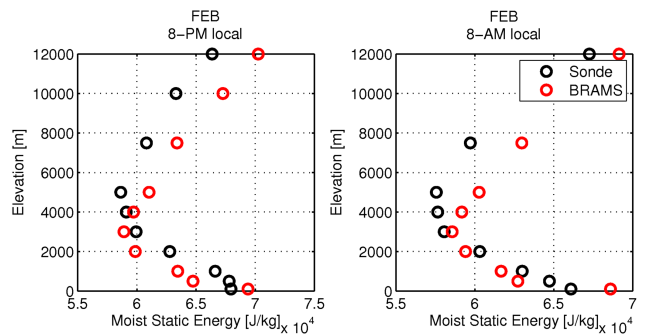 FEB
8-PM local
12000
10000
8000
6000
4000
2000
0
5.5
6
6.5
7
7.5
Elevation [m]
Moist Static Energy [J/kg]
x 10^4
FEB
8-AM local
12000
10000
8000
6000
4000
2000
0
5.5
6
6.5
7
Elevation [m]
Moist Static Energy [J/kg]
x 10^4
Sonde
BRAMS